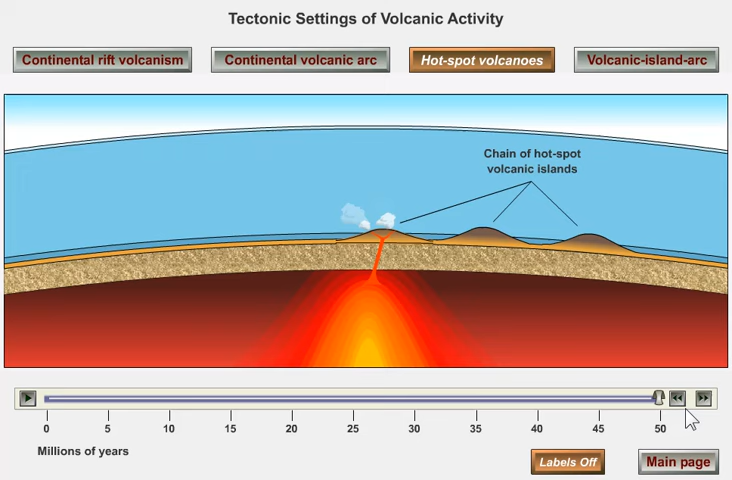 Tectonic Settings of Volcanic Activity
Continental rift volcanism
Continental volcanic arc
Hot-spot volcanoes
Volcanic-island-arc
Chain of hot-spot
volcanic islands
0 5 10 15 20 25 30 35 40 45 50
Millions of years
Labels Off
Main page